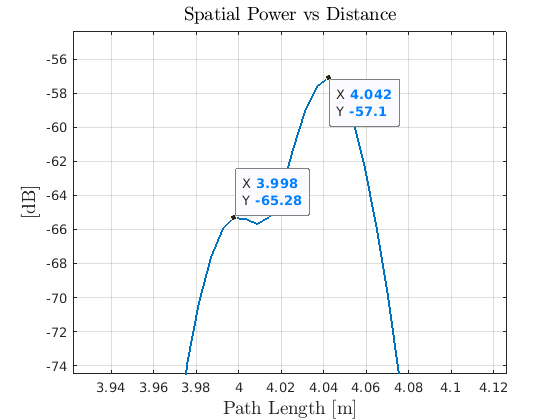 Spatial Power vs Distance
-56
-58
-60
-62
-64
-66
-68
-70
-72
-74
[dB]
X 4.042
Y -57.1
X 3.998
Y -65.28
3.94 3.96 3.98 4 4.02 4.04 4.06 4.08 4.1 4.12
Path Length [m]